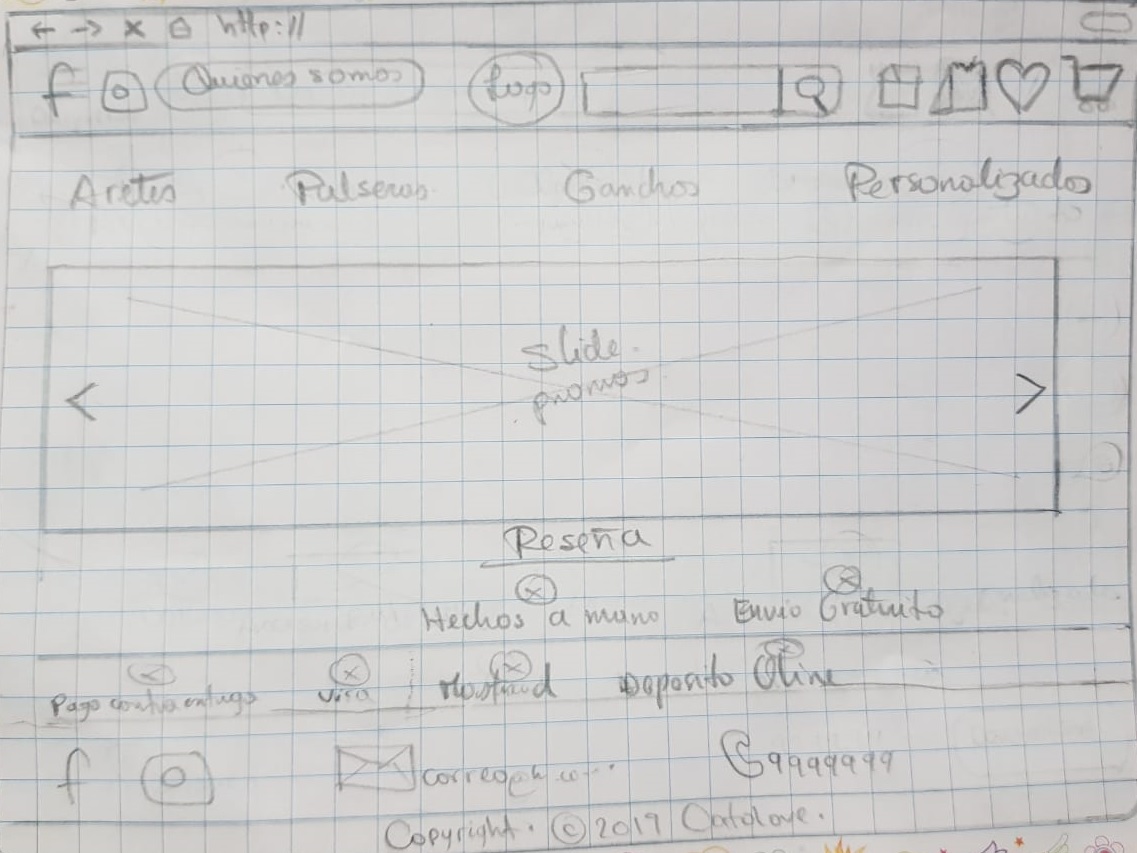 http://
f Quienes somos Logo
Aretes Pulseras Ganchos Personalizados
Slide
promos
Reseña
Hechos a mano Envio Gratuito
Pago contra entrega Visa Deposito Oline
f correo@h.co... 99999999
Copyright. © 2019 Catalove.